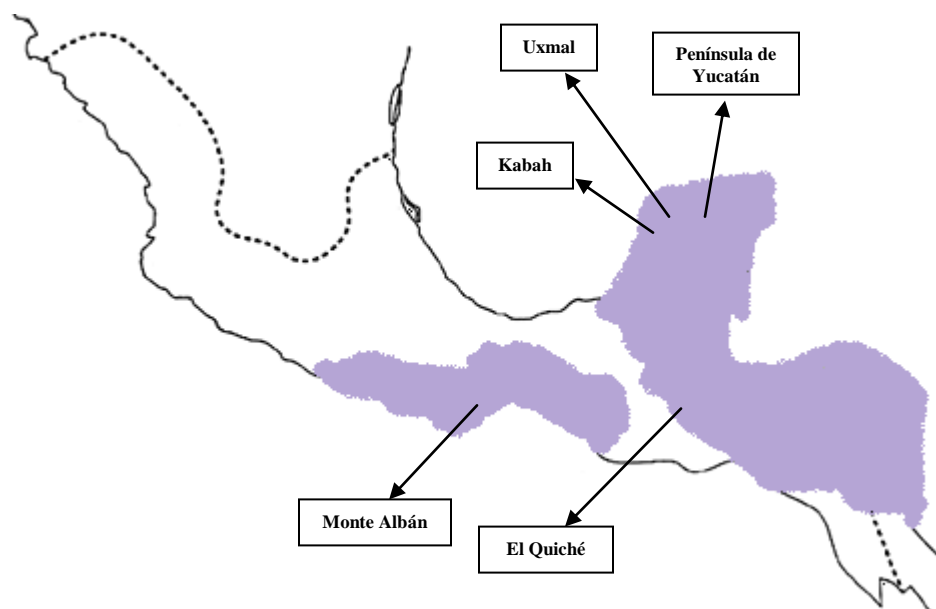 Uxmal
Península de
Yucatán
Kabah
Monte Albán
El Quiché